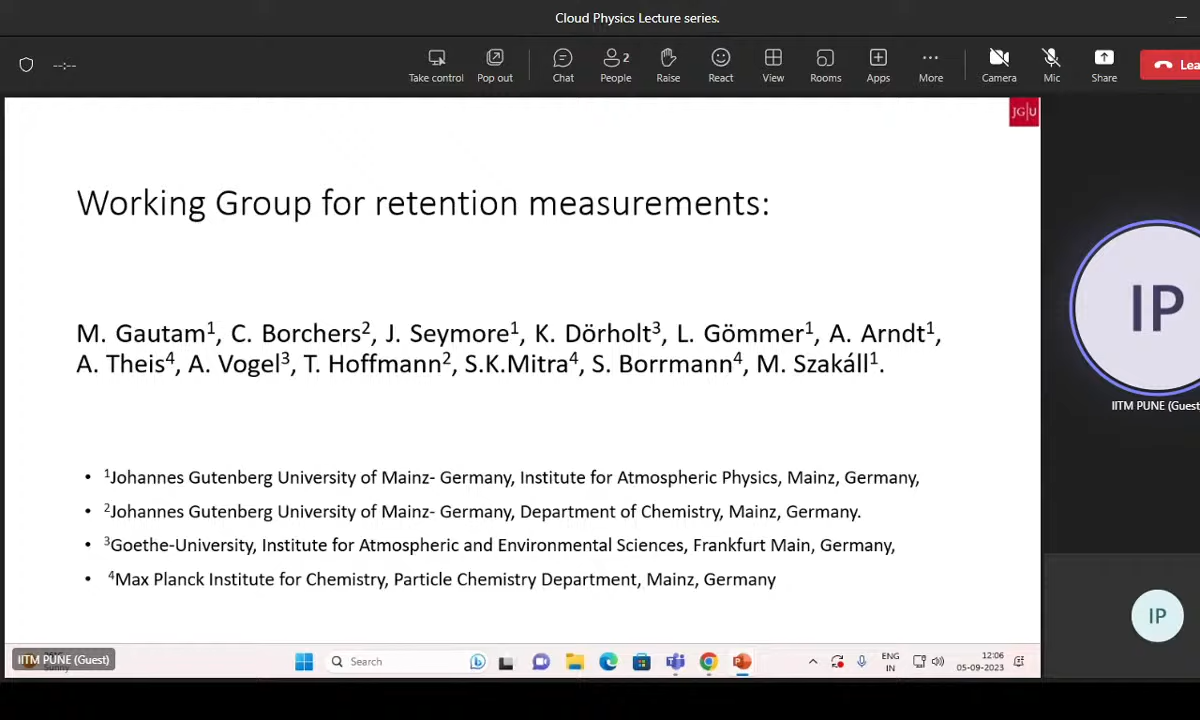 Cloud Physics Lecture series.
--:--
Take control
Pop out
Chat
People
2
Raise
React
View
Rooms
Apps
More
Camera
Mic
Share
Lea
JG|U
Working Group for retention measurements:
M. Gautam¹, C. Borchers², J. Seymore¹, K. Dörholt³, L. Gömmer¹, A. Arndt¹,
A. Theis⁴, A. Vogel³, T. Hoffmann², S.K.Mitra⁴, S. Borrmann⁴, M. Szakáll¹.
IP
IITM PUNE (Guest
• ¹Johannes Gutenberg University of Mainz- Germany, Institute for Atmospheric Physics, Mainz, Germany,
• ²Johannes Gutenberg University of Mainz- Germany, Department of Chemistry, Mainz, Germany.
• ³Goethe-University, Institute for Atmospheric and Environmental Sciences, Frankfurt Main, Germany,
• ⁴Max Planck Institute for Chemistry, Particle Chemistry Department, Mainz, Germany
IP
IITM PUNE (Guest)
Sunny
Search
ENG
IN
12:06
05-09-2023